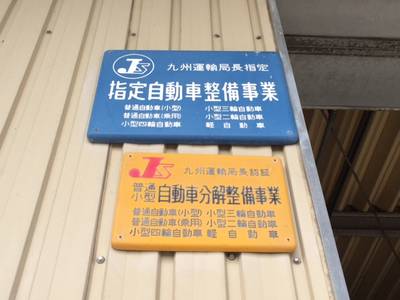 JS 九州運輸局長指定
指定自動車整備事業
普通自動車(小型) 小型三輪自動車
普通自動車(乗用) 小型二輪自動車
小型四輪自動車 軽自動車
JS 九州運輸局長認証
普通小型 自動車分解整備事業
普通自動車(小型) 小型三輪自動車
普通自動車(乗用) 小型二輪自動車
小型四輪自動車 軽自動車